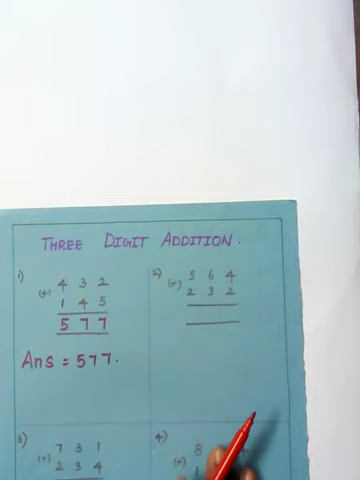 THREE DIGIT ADDITION.
1)
4 3 2
(+)
1 4 5
5 7 7
Ans = 577.
2)
5 6 4
(+)
2 3 2
3)
7 3 1
(+)
2 3 4
4)
8
(+)